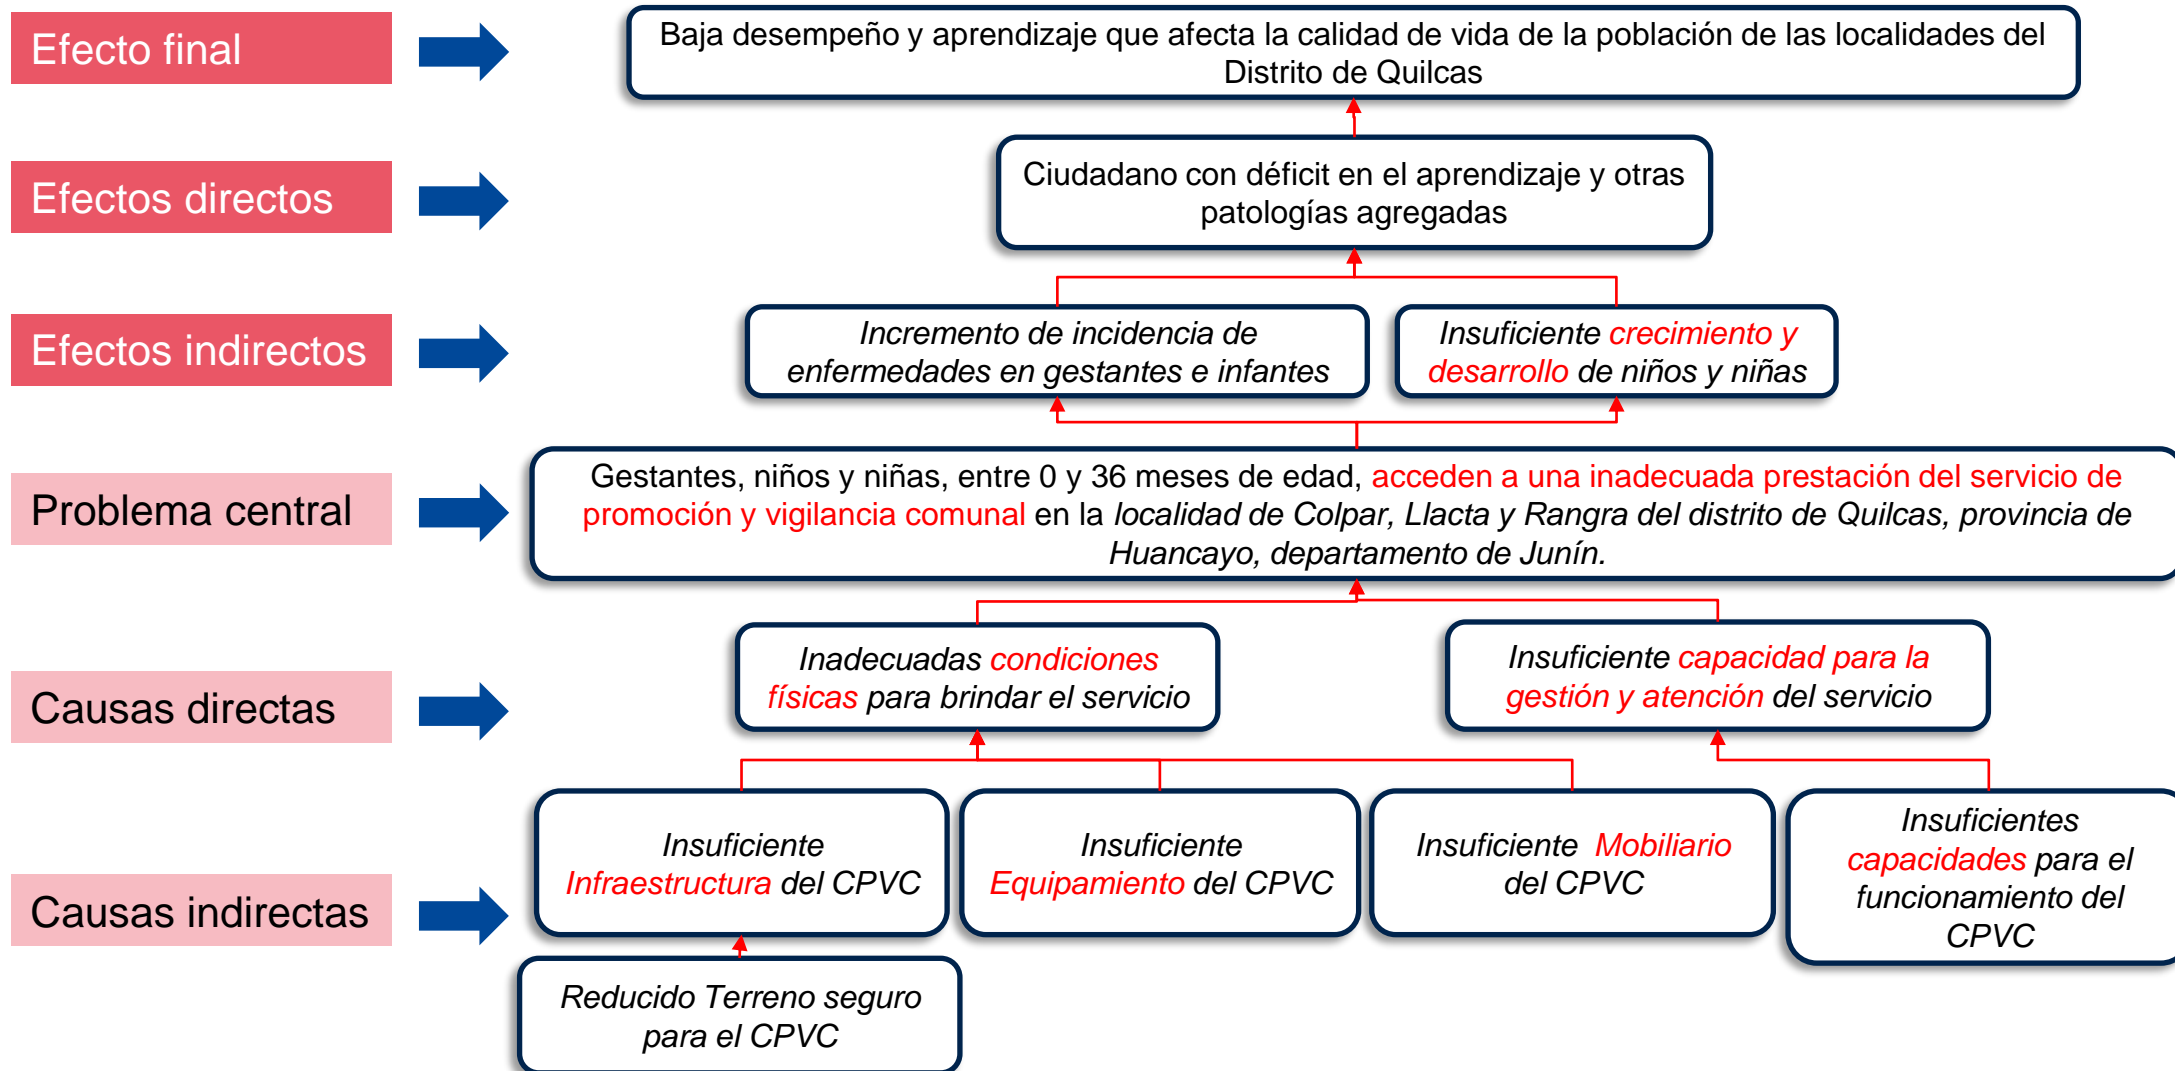 Efecto final
Baja desempeño y aprendizaje que afecta la calidad de vida de la población de las localidades del
Distrito de Quilcas
Efectos directos
Ciudadano con déficit en el aprendizaje y otras
patologías agregadas
Efectos indirectos
Incremento de incidencia de
enfermedades en gestantes e infantes
Insuficiente crecimiento y
desarrollo de niños y niñas
Problema central
Gestantes, niños y niñas, entre 0 y 36 meses de edad, acceden a una inadecuada prestación del servicio de
promoción y vigilancia comunal en la localidad de Colpar, Llacta y Rangra del distrito de Quilcas, provincia de
Huancayo, departamento de Junín.
Causas directas
Inadecuadas condiciones
físicas para brindar el servicio
Insuficiente capacidad para la
gestión y atención del servicio
Causas indirectas
Insuficiente
Infraestructura del CPVC
Insuficiente
Equipamiento del CPVC
Insuficiente Mobiliario
del CPVC
Insuficientes
capacidades para el
funcionamiento del
CPVC
Reducido Terreno seguro
para el CPVC